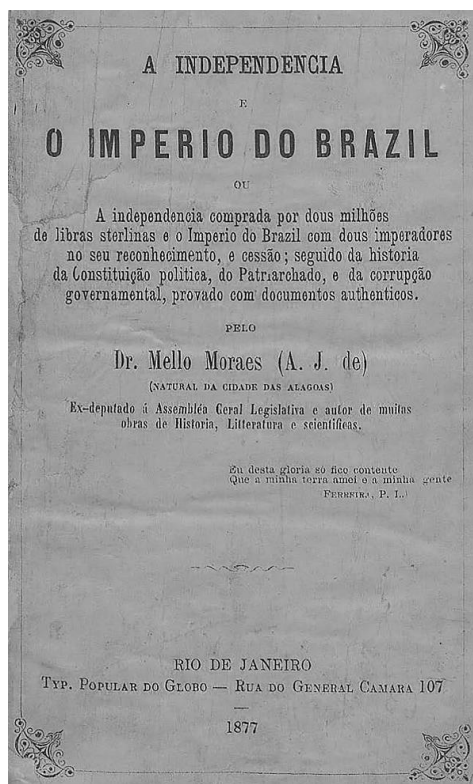 A INDEPENDENCIA
E
O IMPERIO DO BRAZIL
OU
A independencia comprada por dous milhões
de libras sterlinas e o Imperio do Brazil com dous imperadores
no seu reconhecimento, e cessão; seguido da historia
da Constituição politica, do Patriarchado, e da corrupção
governamental, provado com documentos authenticos.
PELO
Dr. Mello Moraes (A. J. de)
(NATURAL DA CIDADE DAS ALAGOAS)
Ex-deputado á Assembléa Geral Legislativa e autor de muitas
obras de Historia, Litteratura e scientificas.
Eu desta gloria só fico contente
Que a minha terra amei e a minha gente
P. L.)
RIO DE JANEIRO
TYP. POPULAR DO GLOBO — RUA DO GENERAL CAMARA 107
1877